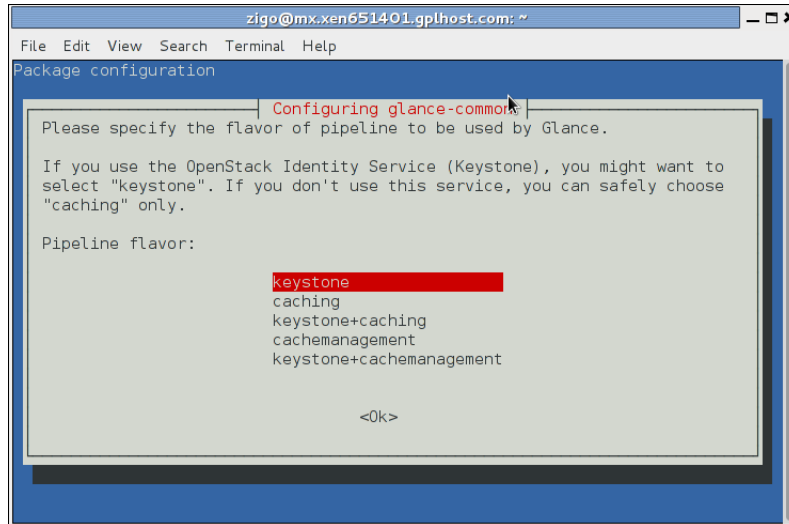 zigo@mx.xen651401.gplhost.com: ~
File Edit View Search Terminal Help
Package configuration
Configuring glance-common
Please specify the flavor of pipeline to be used by Glance.
If you use the OpenStack Identity Service (Keystone), you might want to
select "keystone". If you don't use this service, you can safely choose
"caching" only.
Pipeline flavor:
keystone
caching
keystone+caching
cachemanagement
keystone+cachemanagement
<Ok>